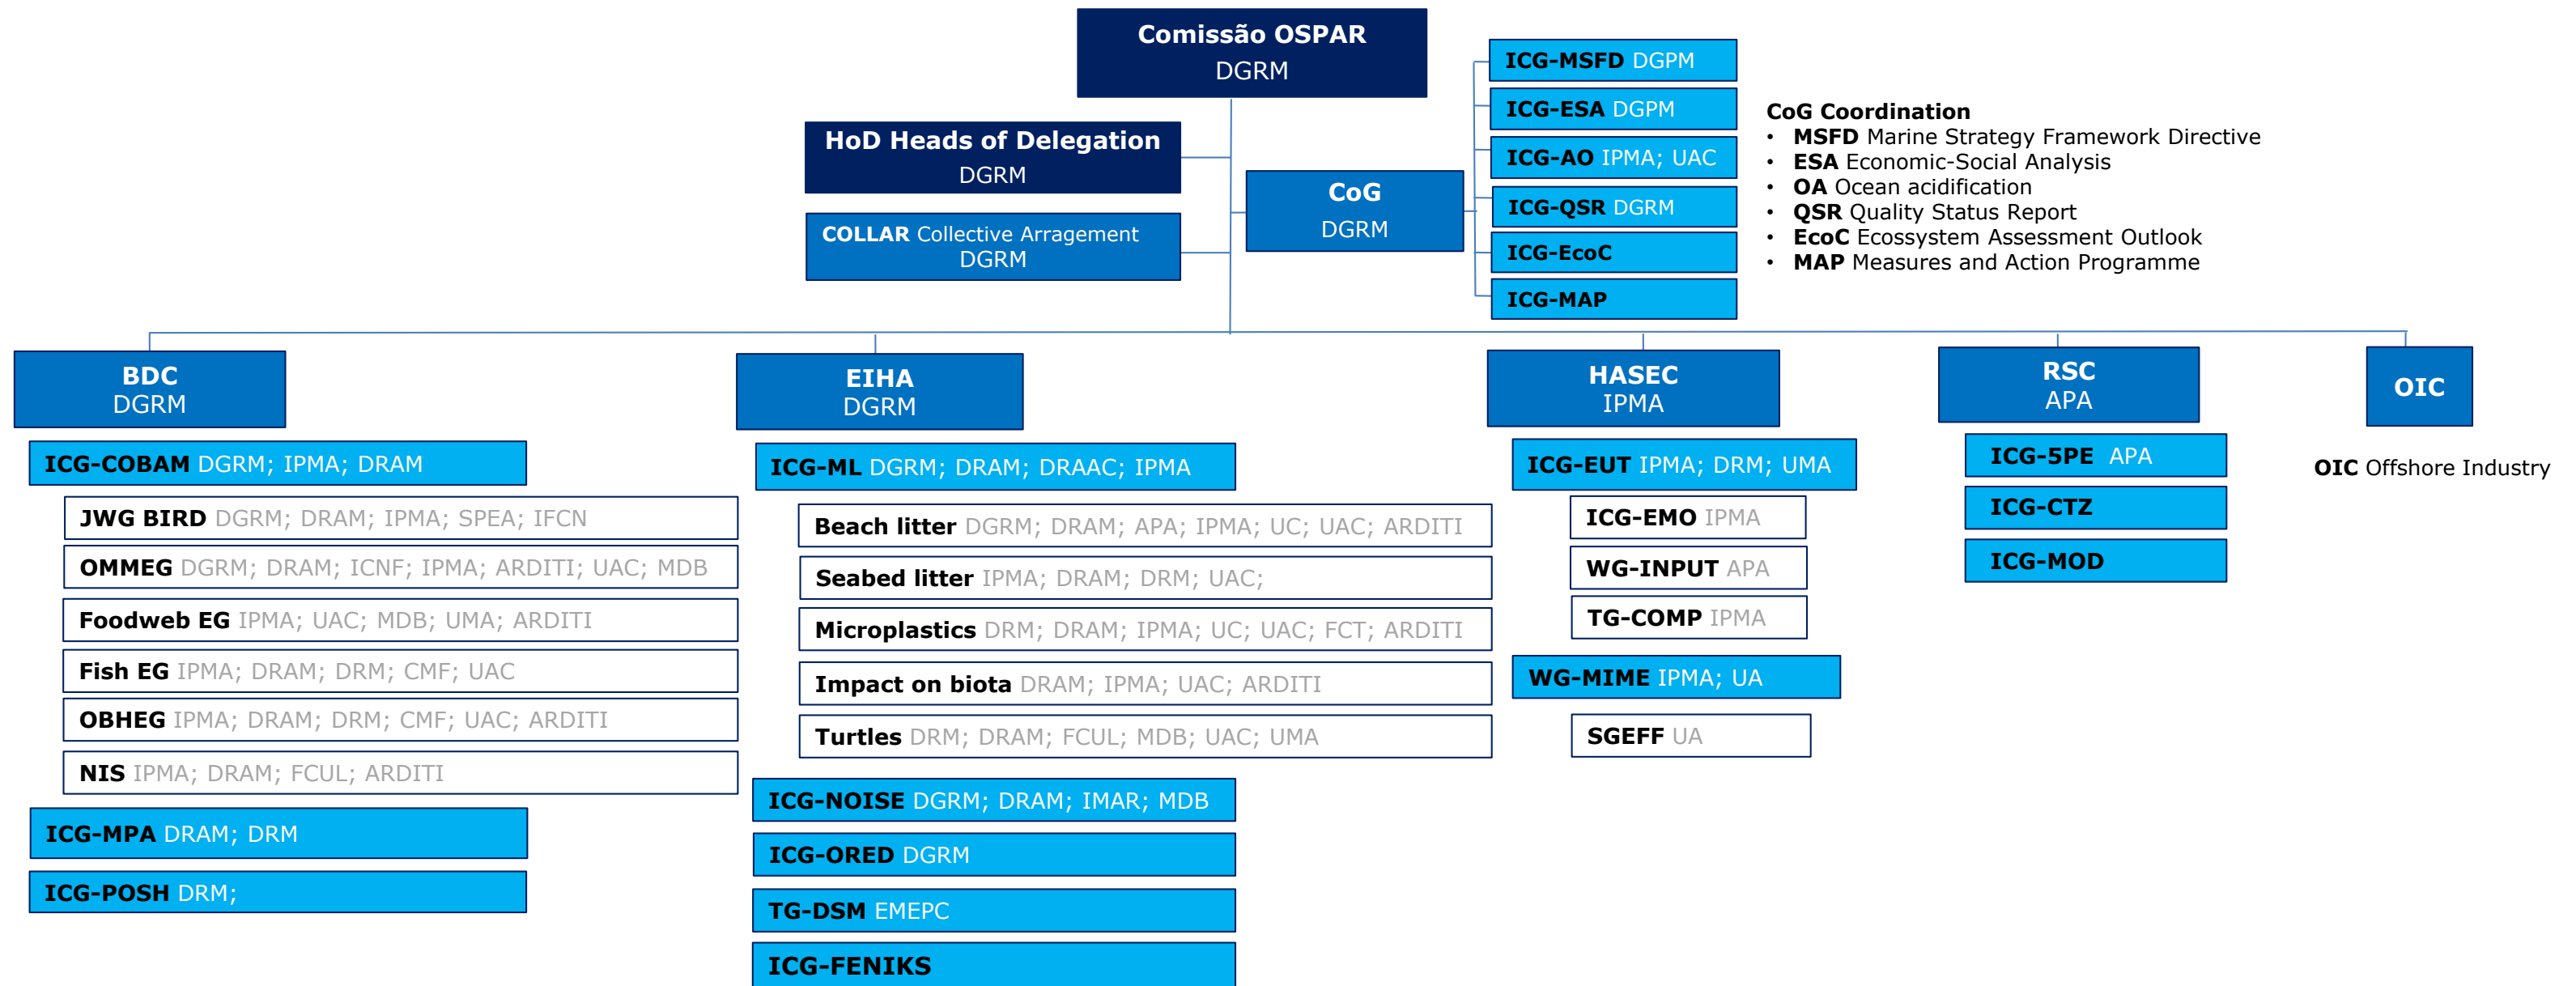 Comissão OSPAR
DGRM
HoD Heads of Delegation
DGRM
COLLAR Collective Arragement
DGRM
CoG
DGRM
ICG-MSFD DGPM
ICG-ESA DGPM
ICG-AO IPMA; UAC
ICG-QSR DGRM
ICG-EcoC
ICG-MAP
CoG Coordination
• MSFD Marine Strategy Framework Directive
• ESA Economic-Social Analysis
• OA Ocean acidification
• QSR Quality Status Report
• EcoC Ecossystem Assessment Outlook
• MAP Measures and Action Programme
BDC
DGRM
ICG-COBAM DGRM; IPMA; DRAM
JWG BIRD DGRM; DRAM; IPMA; SPEA; IFCN
OMMEG DGRM; DRAM; ICNF; IPMA; ARDITI; UAC; MDB
Foodweb EG IPMA; UAC; MDB; UMA; ARDITI
Fish EG IPMA; DRAM; DRM; CMF; UAC
OBHEG IPMA; DRAM; DRM; CMF; UAC; ARDITI
NIS IPMA; DRAM; FCUL; ARDITI
ICG-MPA DRAM; DRM
ICG-POSH DRM;
EIHA
DGRM
ICG-ML DGRM; DRAM; DRAAC; IPMA
Beach litter DGRM; DRAM; APA; IPMA; UC; UAC; ARDITI
Seabed litter IPMA; DRAM; DRM; UAC;
Microplastics DRM; DRAM; IPMA; UC; UAC; FCT; ARDITI
Impact on biota DRAM; IPMA; UAC; ARDITI
Turtles DRM; DRAM; FCUL; MDB; UAC; UMA
ICG-NOISE DGRM; DRAM; IMAR; MDB
ICG-ORED DGRM
TG-DSM EMEPC
ICG-FENIKS
HASEC
IPMA
ICG-EUT IPMA; DRM; UMA
ICG-EMO IPMA
WG-INPUT APA
TG-COMP IPMA
WG-MIME IPMA; UA
SGEFF UA
RSC
APA
ICG-5PE APA
ICG-CTZ
ICG-MOD
OIC
OIC Offshore Industry